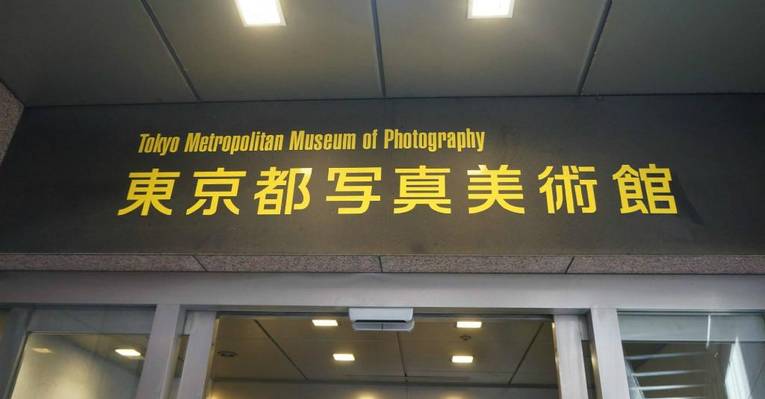 Tokyo Metropolitan Museum of Photography
東京都写真美術館